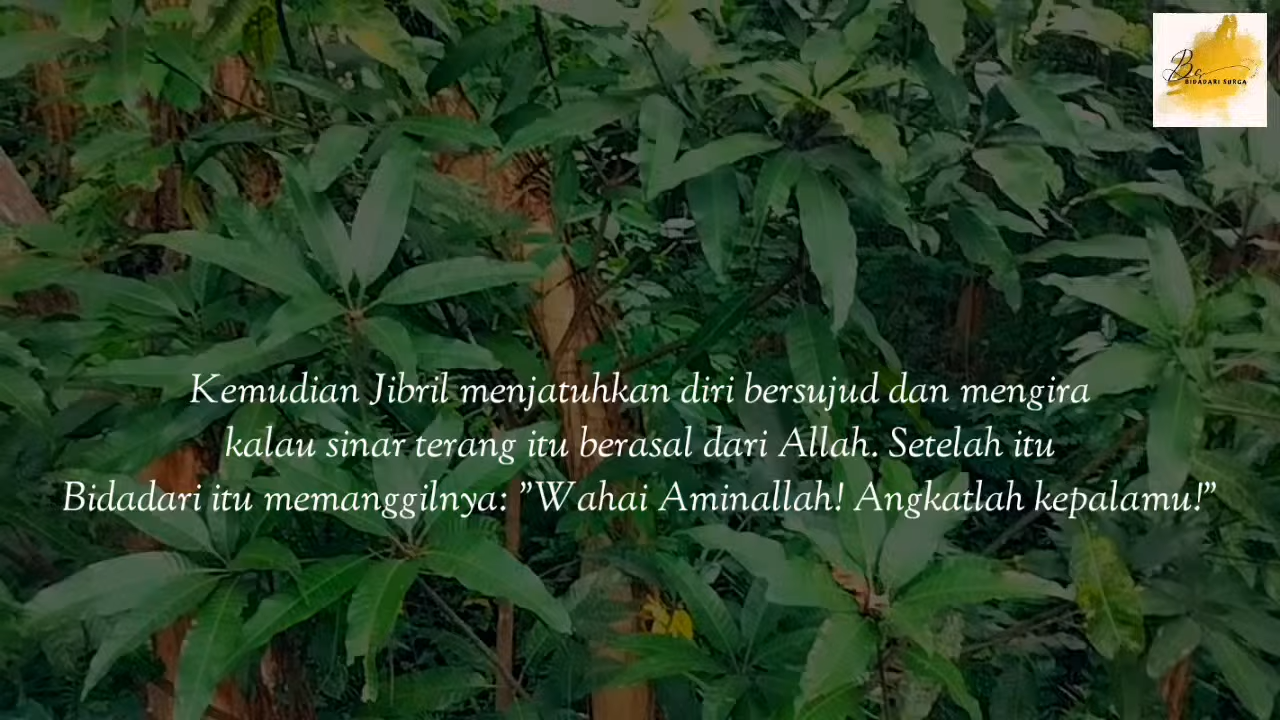 Be
BIDADARI SURGA
Kemudian Jibril menjatuhkan diri bersujud dan mengira
kalau sinar terang itu berasal dari Allah. Setelah itu
Bidadari itu memanggilnya: ”Wahai Aminallah! Angkatlah kepalamu!”